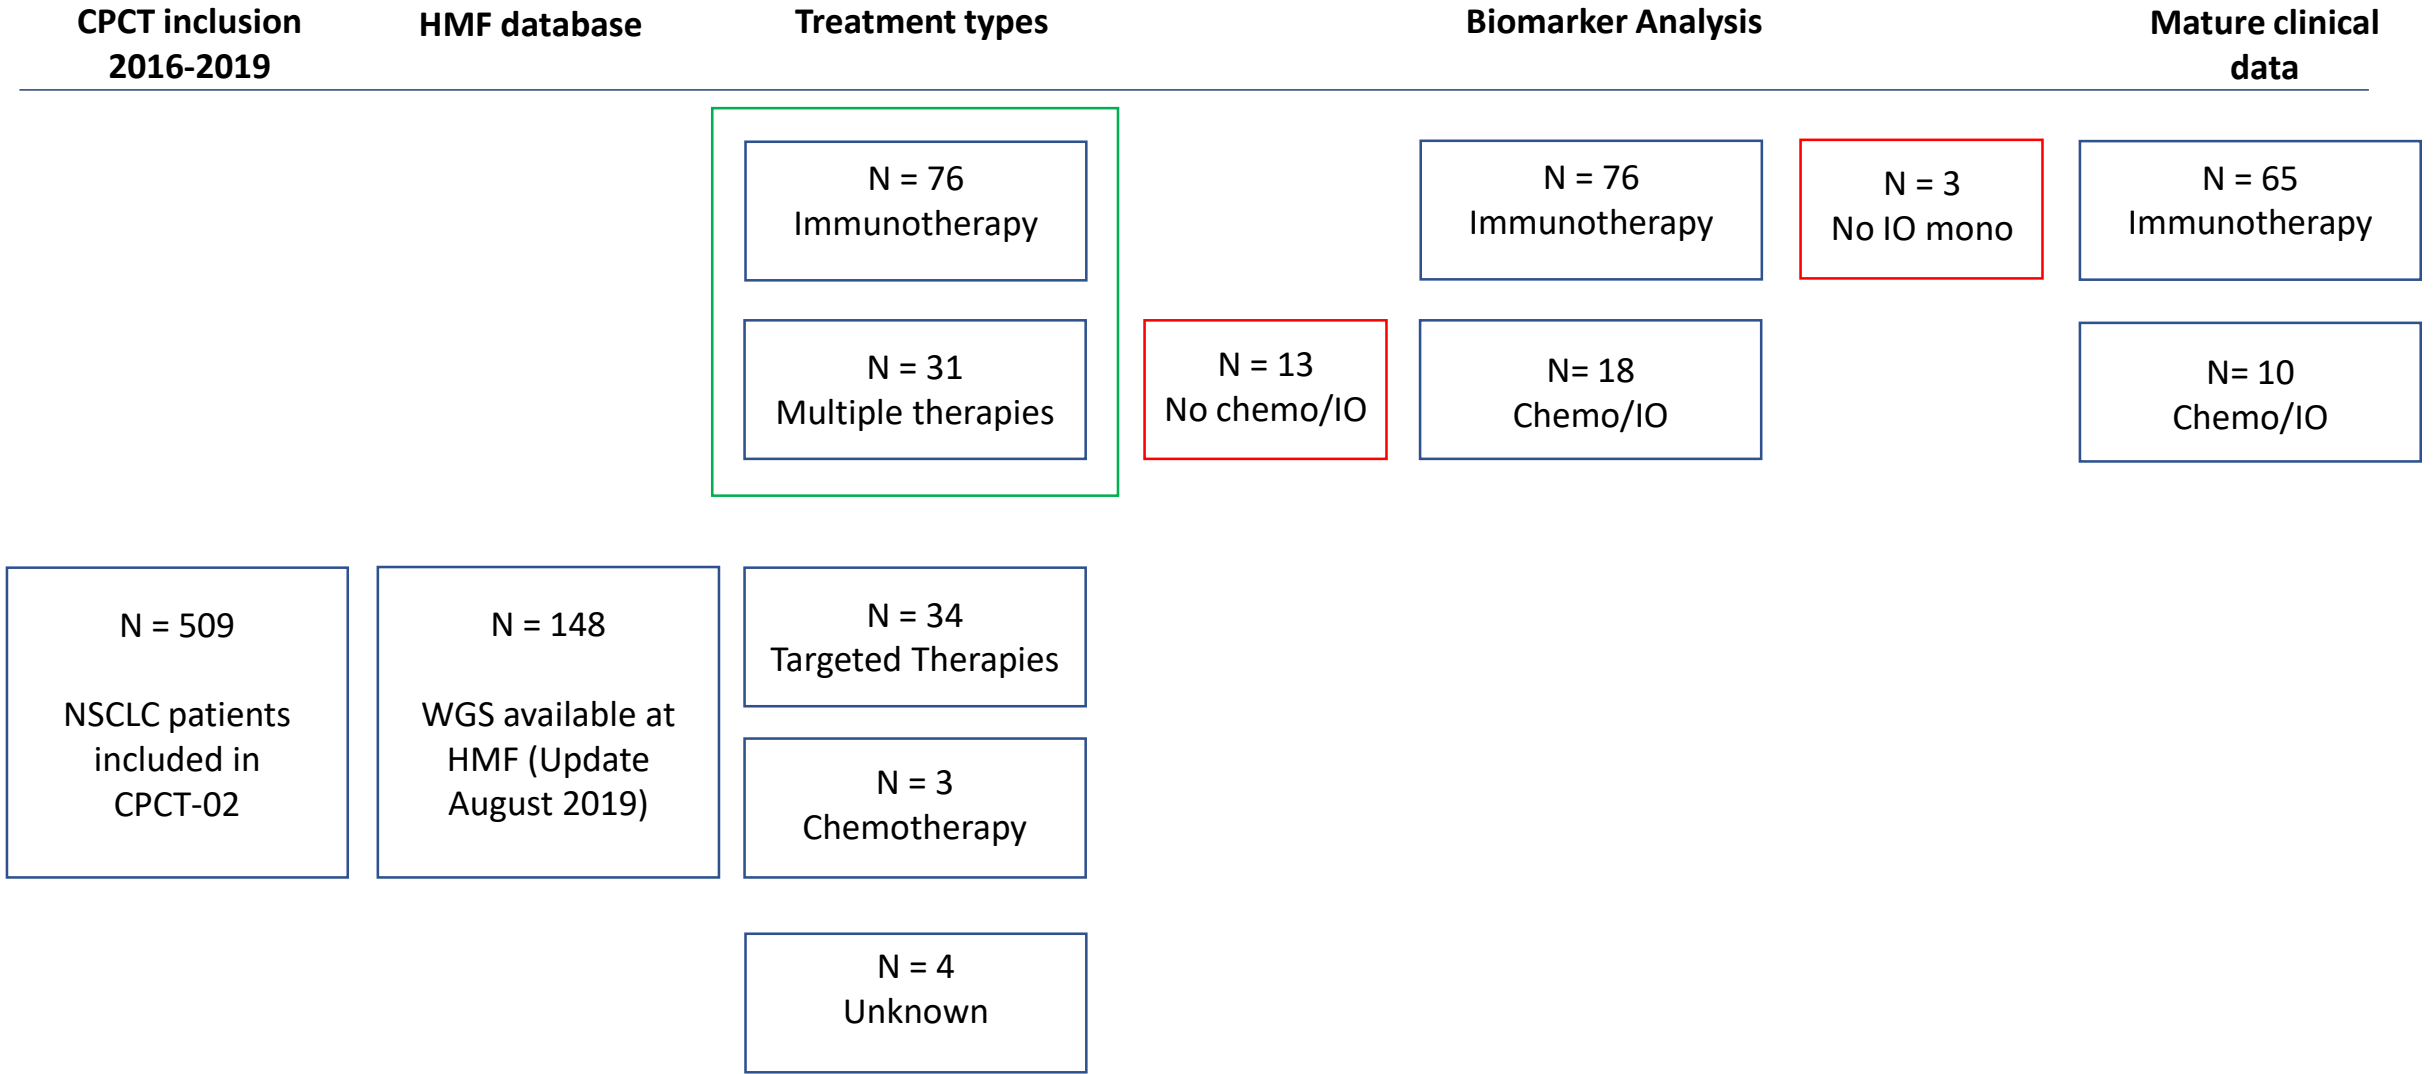 CPCT inclusion
2016-2019
HMF database
Treatment types
Biomarker Analysis
Mature clinical
data
N = 76
Immunotherapy
N = 76
Immunotherapy
N = 3
No IO mono
N = 65
Immunotherapy
N = 31
Multiple therapies
N = 13
No chemo/IO
N= 18
Chemo/IO
N= 10
Chemo/IO
N = 509
NSCLC patients
included in
CPCT-02
N = 148
WGS available at
HMF (Update
August 2019)
N = 34
Targeted Therapies
N = 3
Chemotherapy
N = 4
Unknown